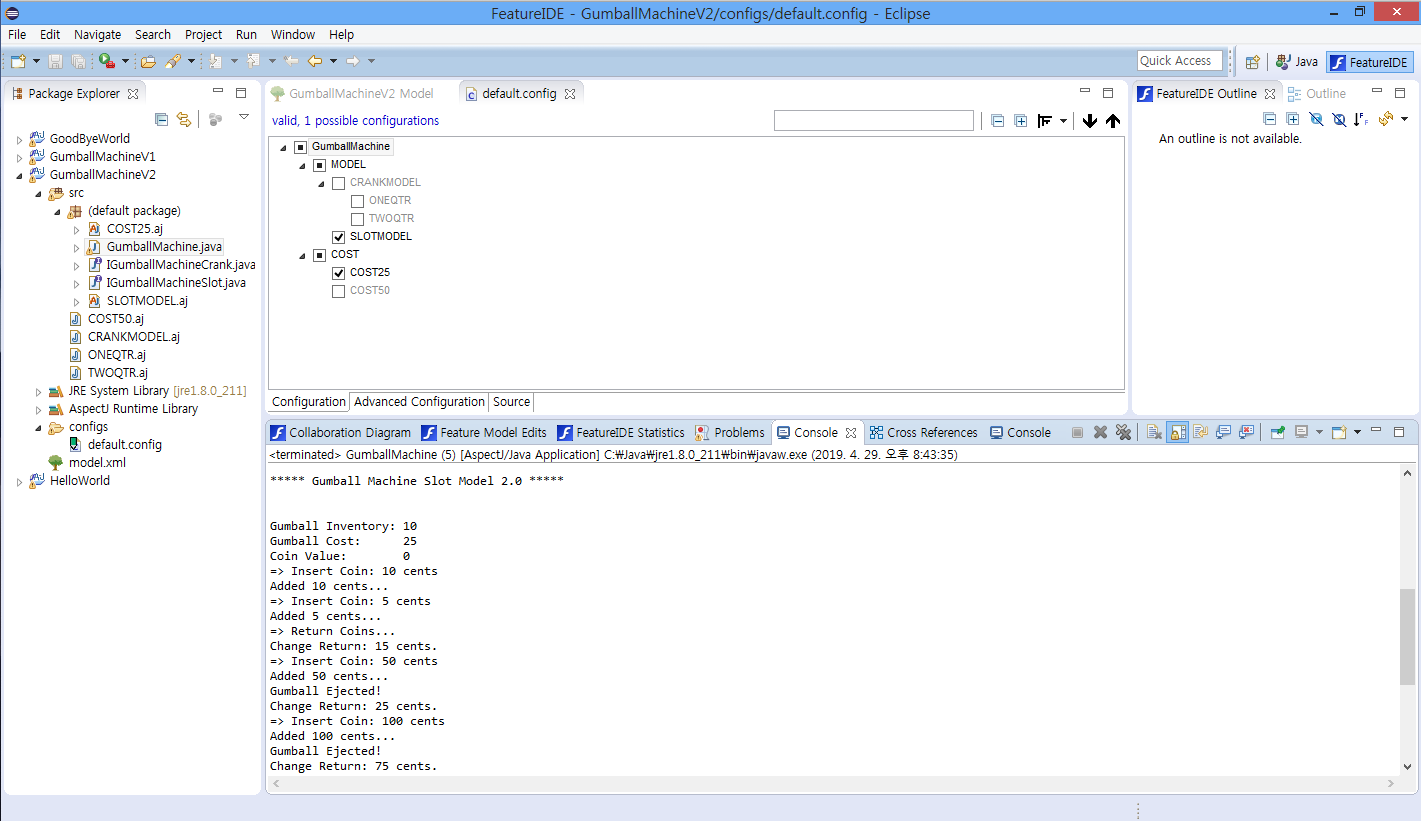 FeatureIDE - GumballMachineV2/configs/default.config - Eclipse
File Edit Navigate Search Project Run Window Help
Quick Access
Java
FeatureIDE
Package Explorer
GoodByeWorld
GumballMachineV1
GumballMachineV2
src
(default package)
COST25.aj
GumballMachine.java
IGumballMachineCrank.java
IGumballMachineSlot.java
SLOTMODEL.aj
COST50.aj
CRANKMODEL.aj
ONEQTR.aj
TWOQTR.aj
JRE System Library [jre1.8.0_211]
AspectJ Runtime Library
configs
default.config
model.xml
HelloWorld
GumballMachineV2 Model
default.config
valid, 1 possible configurations
GumballMachine
MODEL
CRANKMODEL
ONEQTR
TWOQTR
SLOTMODEL
COST
COST25
COST50
Configuration Advanced Configuration Source
FeatureIDE Outline
Outline
An outline is not available.
Collaboration Diagram Feature Model Edits FeatureIDE Statistics Problems Console Cross References Console
<terminated> GumballMachine (5) [AspectJ/Java Application] C:₩Java₩jre1.8.0_211₩bin₩javaw.exe (2019. 4. 29. 오후 8:43:35)
***** Gumball Machine Slot Model 2.0 *****
Gumball Inventory: 10
Gumball Cost: 25
Coin Value: 0
=> Insert Coin: 10 cents
Added 10 cents...
=> Insert Coin: 5 cents
Added 5 cents...
=> Return Coins...
Change Return: 15 cents.
=> Insert Coin: 50 cents
Added 50 cents...
Gumball Ejected!
Change Return: 25 cents.
=> Insert Coin: 100 cents
Added 100 cents...
Gumball Ejected!
Change Return: 75 cents.